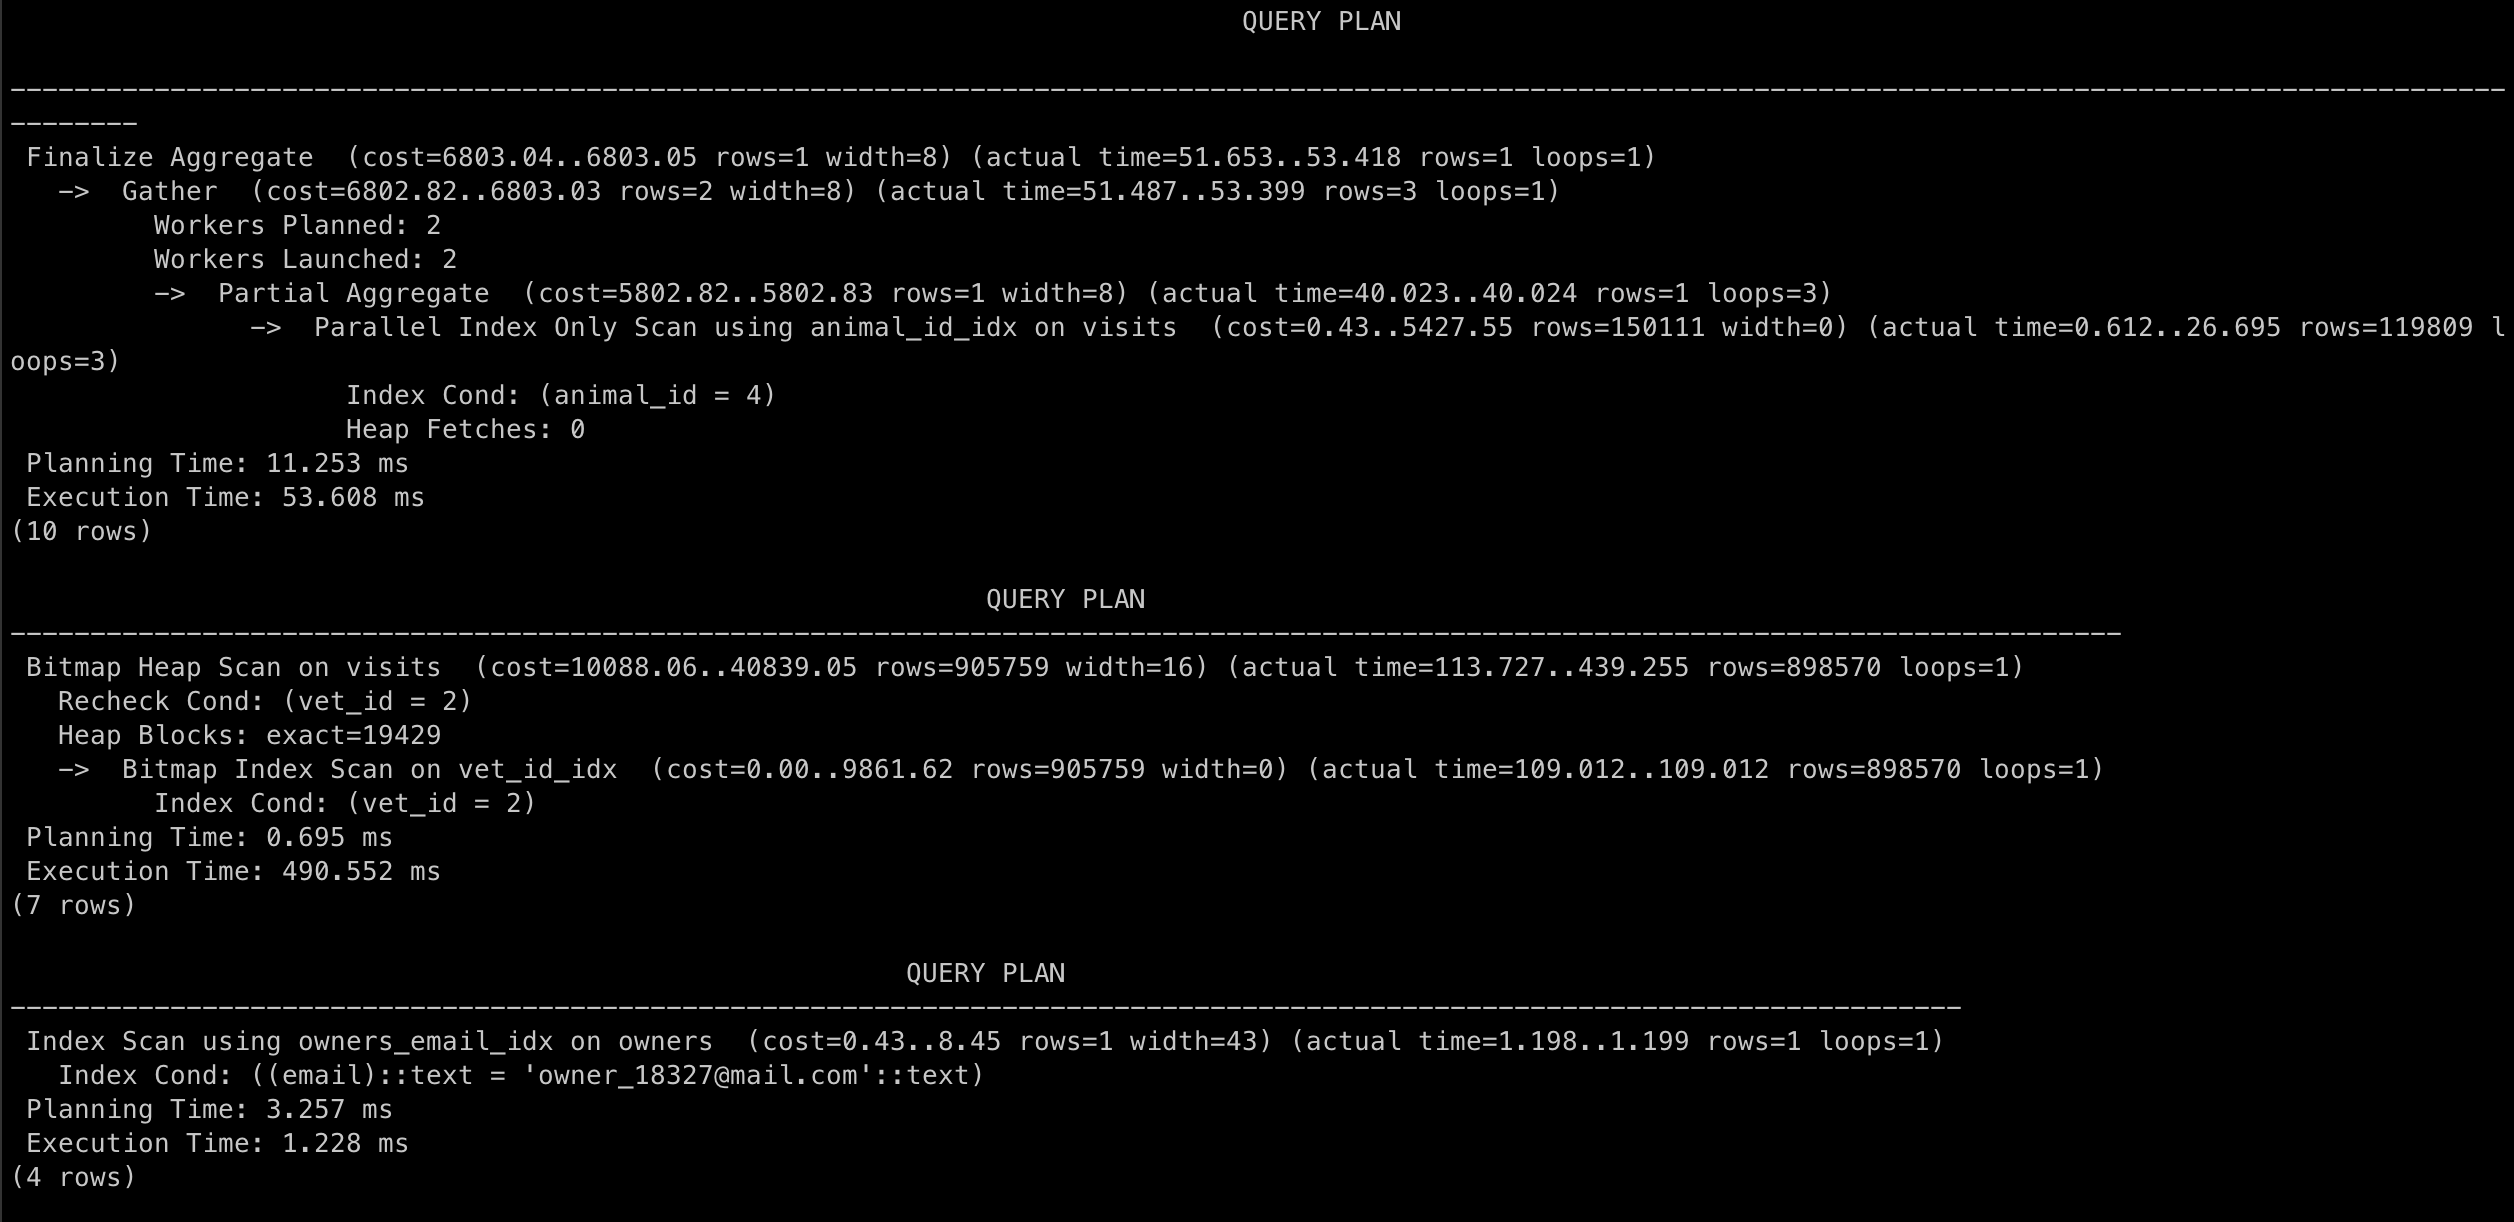 QUERY PLAN
------------------------------------------------------------------------------------------------------------------------------------------------------------
--------
Finalize Aggregate  (cost=6803.04..6803.05 rows=1 width=8) (actual time=51.653..53.418 rows=1 loops=1)
->  Gather  (cost=6802.82..6803.03 rows=2 width=8) (actual time=51.487..53.399 rows=3 loops=1)
Workers Planned: 2
Workers Launched: 2
->  Partial Aggregate  (cost=5802.82..5802.83 rows=1 width=8) (actual time=40.023..40.024 rows=1 loops=3)
->  Parallel Index Only Scan using animal_id_idx on visits  (cost=0.43..5427.55 rows=150111 width=0) (actual time=0.612..26.695 rows=119809 l
oops=3)
Index Cond: (animal_id = 4)
Heap Fetches: 0
Planning Time: 11.253 ms
Execution Time: 53.608 ms
(10 rows)
QUERY PLAN
------------------------------------------------------------------------------------------------------------------------------------
Bitmap Heap Scan on visits  (cost=10088.06..40839.05 rows=905759 width=16) (actual time=113.727..439.255 rows=898570 loops=1)
Recheck Cond: (vet_id = 2)
Heap Blocks: exact=19429
->  Bitmap Index Scan on vet_id_idx  (cost=0.00..9861.62 rows=905759 width=0) (actual time=109.012..109.012 rows=898570 loops=1)
Index Cond: (vet_id = 2)
Planning Time: 0.695 ms
Execution Time: 490.552 ms
(7 rows)
QUERY PLAN
--------------------------------------------------------------------------------------------------------------------------
Index Scan using owners_email_idx on owners  (cost=0.43..8.45 rows=1 width=43) (actual time=1.198..1.199 rows=1 loops=1)
Index Cond: ((email)::text = 'owner_18327@mail.com'::text)
Planning Time: 3.257 ms
Execution Time: 1.228 ms
(4 rows)